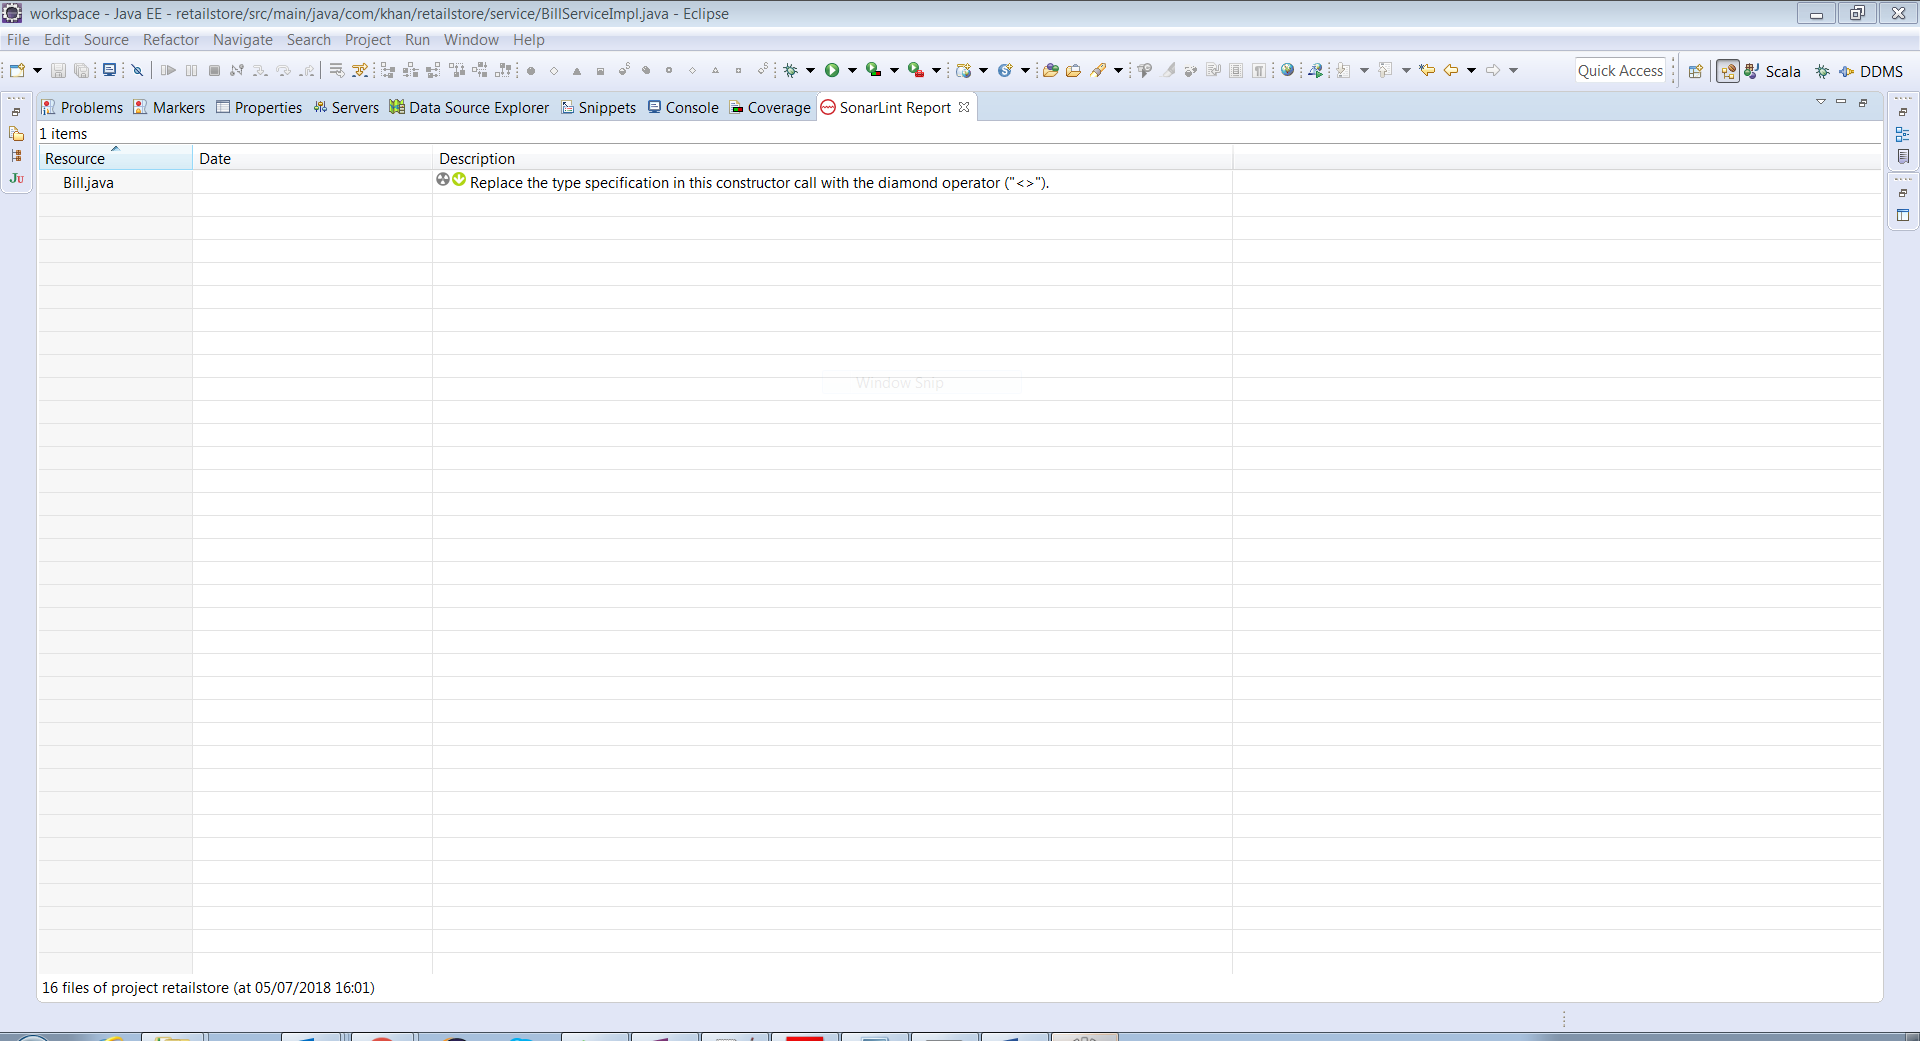 workspace - Java EE - retailstore/src/main/java/com/khan/retailstore/service/BillServiceImpl.java - Eclipse
File Edit Source Refactor Navigate Search Project Run Window Help
Quick Access Scala DDMS
Problems Markers Properties Servers Data Source Explorer Snippets Console Coverage SonarLint Report
1 items
Resource Date Description
Bill.java Replace the type specification in this constructor call with the diamond operator ("<>").
Window Snip
16 files of project retailstore (at 05/07/2018 16:01)
JU